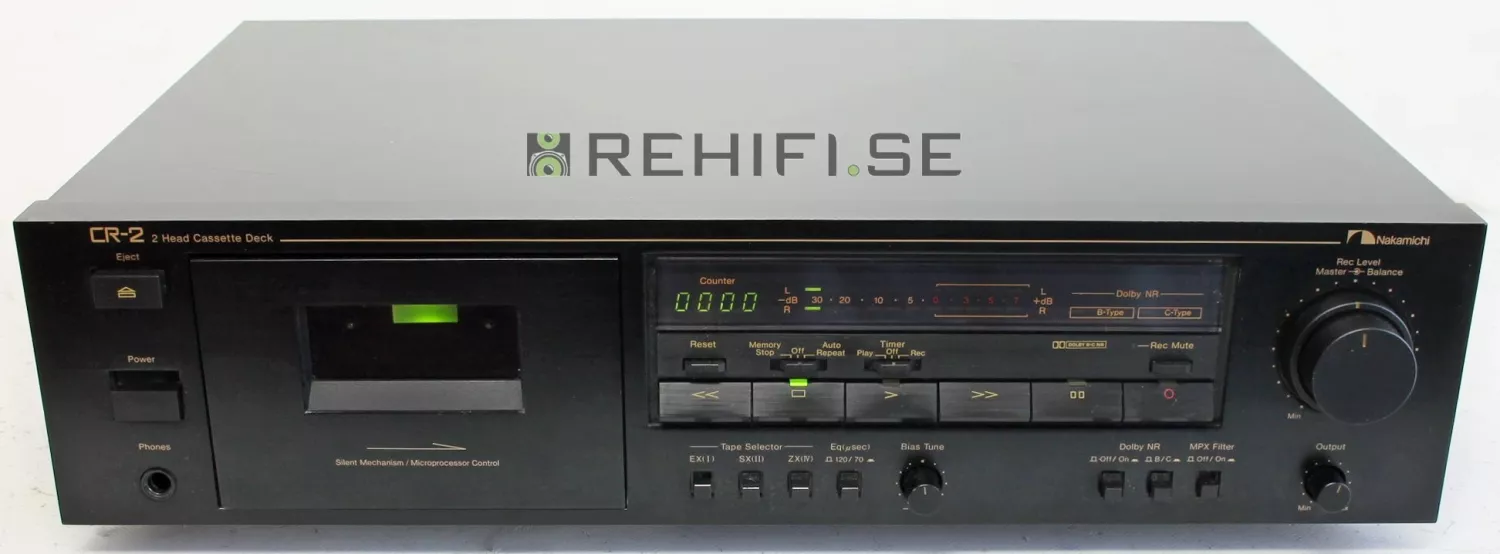 REHIFI.SE
CR-2 2 Head Cassette Deck
Nakamichi
Eject
Power
Phones
Silent Mechanism / Microprocessor Control
Counter
0000
L
-dB 30 · 20 · 10 · 5 · 0 · 3 · 5 · 7 · +dB
R
L
R
Dolby NR
B-Type C-Type
Rec Level
Master Balance
Min
Reset
Memory
Stop Off Auto
Repeat
Timer
Play Off Rec
DOLBY B-C NR
Rec Mute
<< □ > >> ▯▯ ○
Tape Selector
EX(I) SX(II) ZX(IV)
Eq(μsec)
120/70
Bias Tune
Dolby NR
Off/On B/C
MPX Filter
Off/On
Output
Min